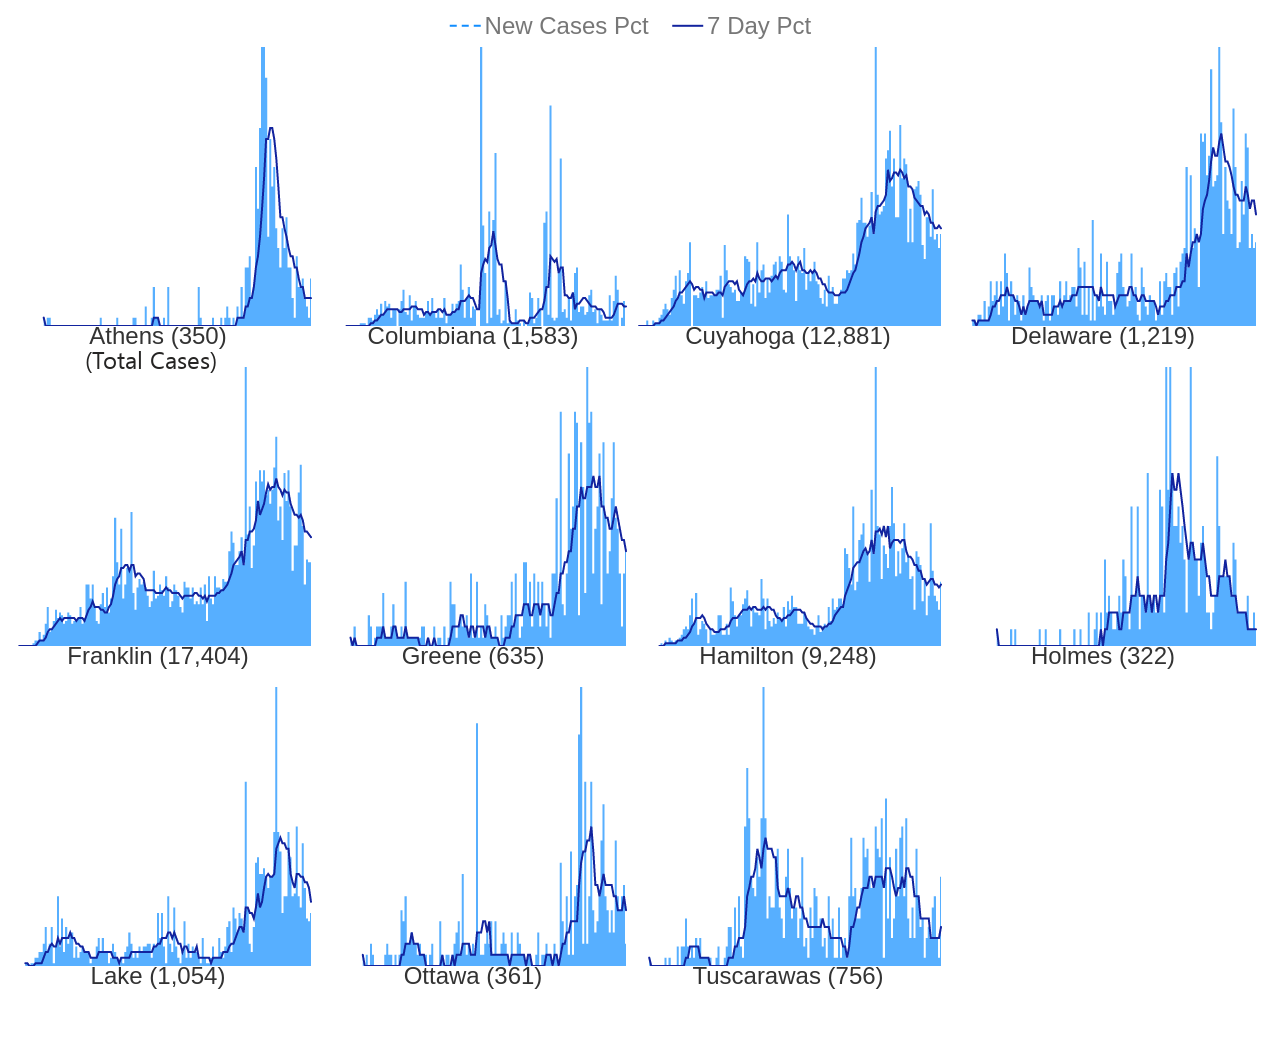 New Cases Pct 7 Day Pct
Athens (350) Columbiana (1,583) Cuyahoga (12,881) Delaware (1,219)
(Total Cases)
Franklin (17,404) Greene (635) Hamilton (9,248) Holmes (322)
Lake (1,054) Ottawa (361) Tuscarawas (756)